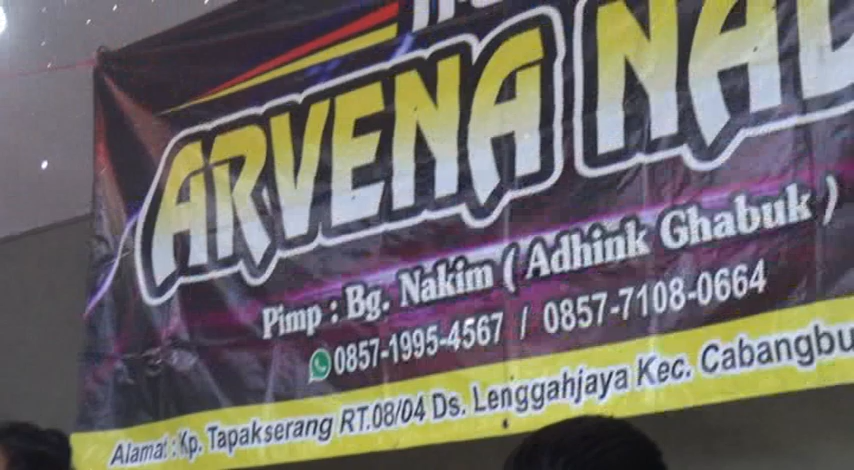 ARVENA
Pimp : Bg. Nakim ( Adhink Ghabuk )
0857-1995-4567 / 0857-7108-0664
Alamat : Kp. Tapakserang RT.08/04 Ds. Lenggahjaya Kec. Cabangbu